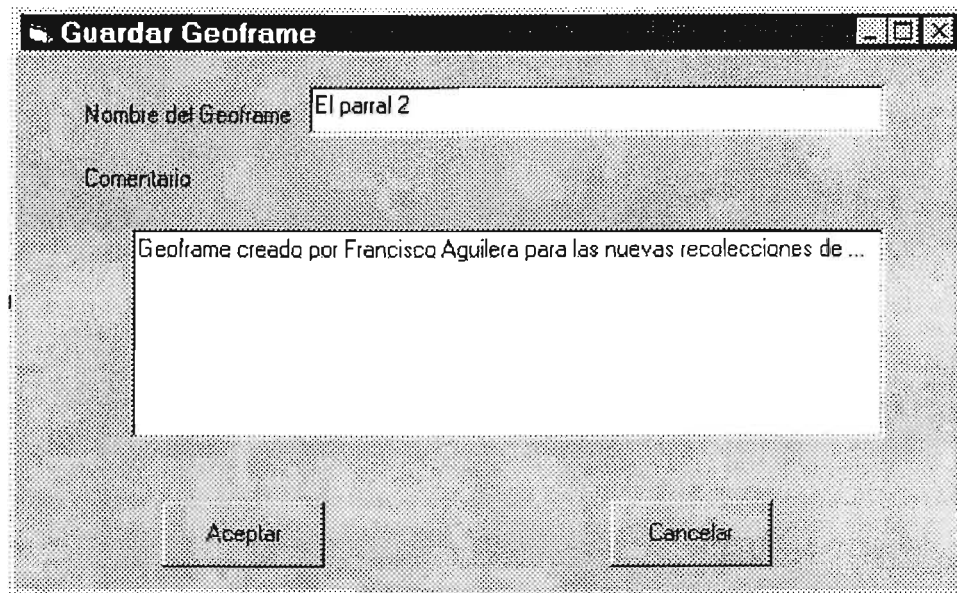 Guardar Geoframe
Nombre del Geoframe El parral 2
Comentario
Geoframe creado por Francisco Aguilera para las nuevas recolecciones de ...
Aceptar Cancelar